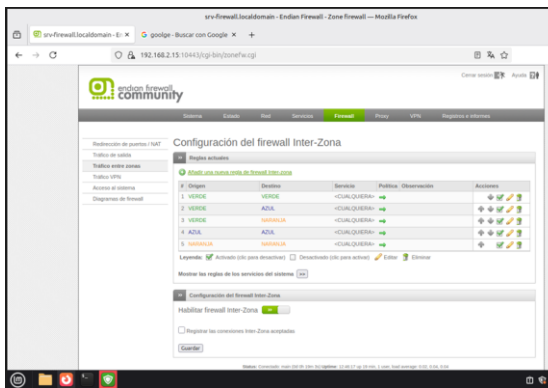 srv-firewall.localdomain - Endian Firewall - Zone firewall — Mozilla Firefox
srv-firewall.localdomain - En ×
goolge - Buscar con Google ×
192.168.2.15:10443/cgi-bin/zonefw.cgi
endian firewall community
Cerrar sesión Ayuda
Sistema Estado Red Servicios Firewall Proxy VPN Registros e informes
Redirección de puertos / NAT
Tráfico de salida
Tráfico entre zonas
Tráfico VPN
Acceso al sistema
Diagramas de firewall
Configuración del firewall Inter-Zona
Reglas actuales
Añadir una nueva regla de firewall inter-zona
# Origen Destino Servicio Política Observación Acciones
1 VERDE VERDE <CUALQUIERA>
2 VERDE AZUL <CUALQUIERA>
3 VERDE NARANJA <CUALQUIERA>
4 AZUL AZUL <CUALQUIERA>
5 NARANJA NARANJA <CUALQUIERA>
Leyenda: Activado (clic para desactivar) Desactivado (clic para activar) Editar Eliminar
Mostrar las reglas de los servicios del sistema >>
Configuración del firewall Inter-Zona
Habilitar firewall Inter-Zona
Registrar las conexiones Inter-Zona aceptadas
Guardar